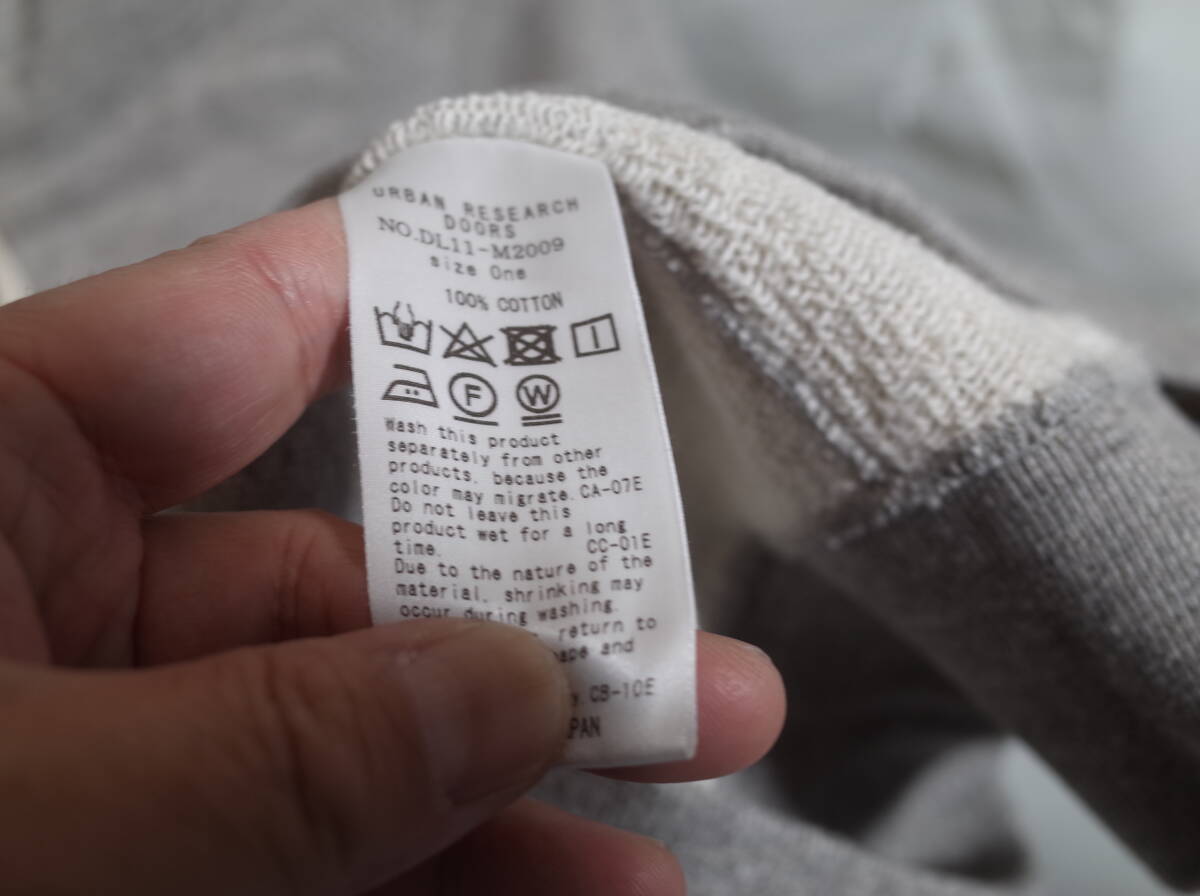 URBAN RESEARCH
DOORS
NO.DL11-M2009
size One
100% COTTON
F W
Wash this product
separately from other
products, because the
color may migrate. CA-07E
Do not leave this
product wet for a long
time. CC-01E
Due to the nature of the
material, shrinking may
occur during washing.
return to
and
CB-10E